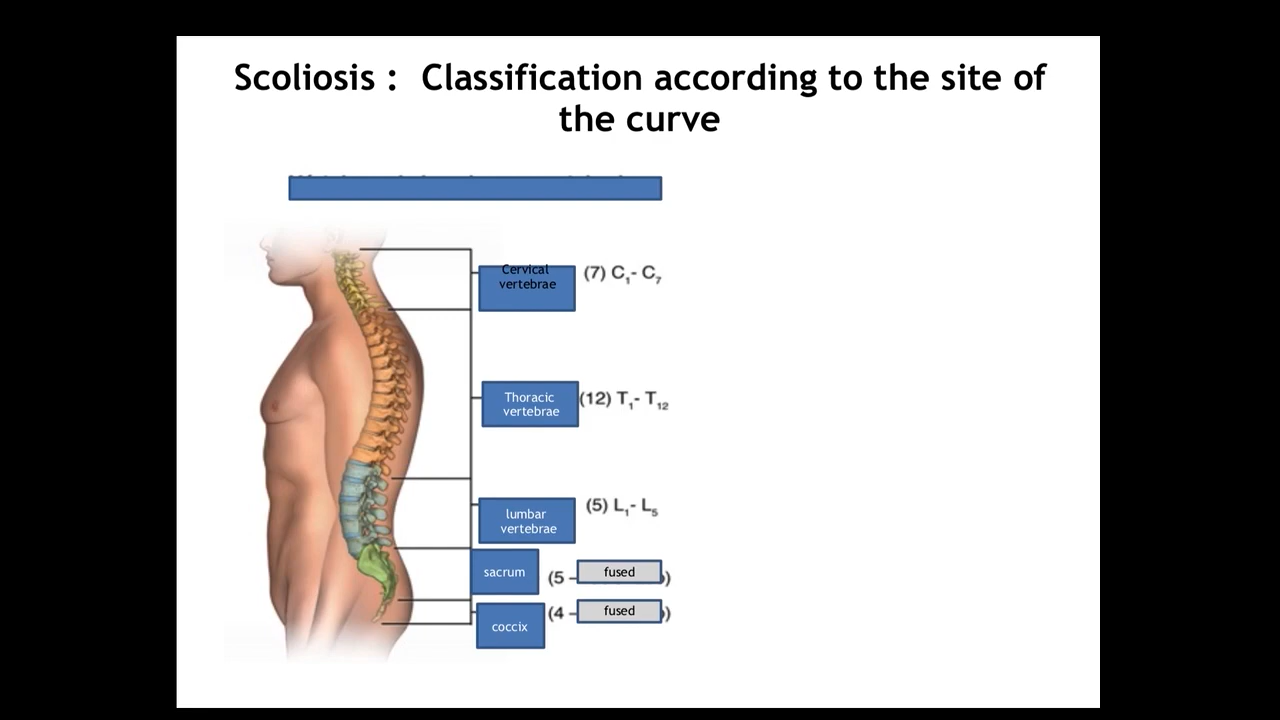 Scoliosis : Classification according to the site of
the curve
Cervical
vertebrae
(7) C₁- C₇
Thoracic
vertebrae
(12) T₁- T₁₂
lumbar
vertebrae
(5) L₁- L₅
sacrum
(5 – fused )
coccix
(4 – fused )